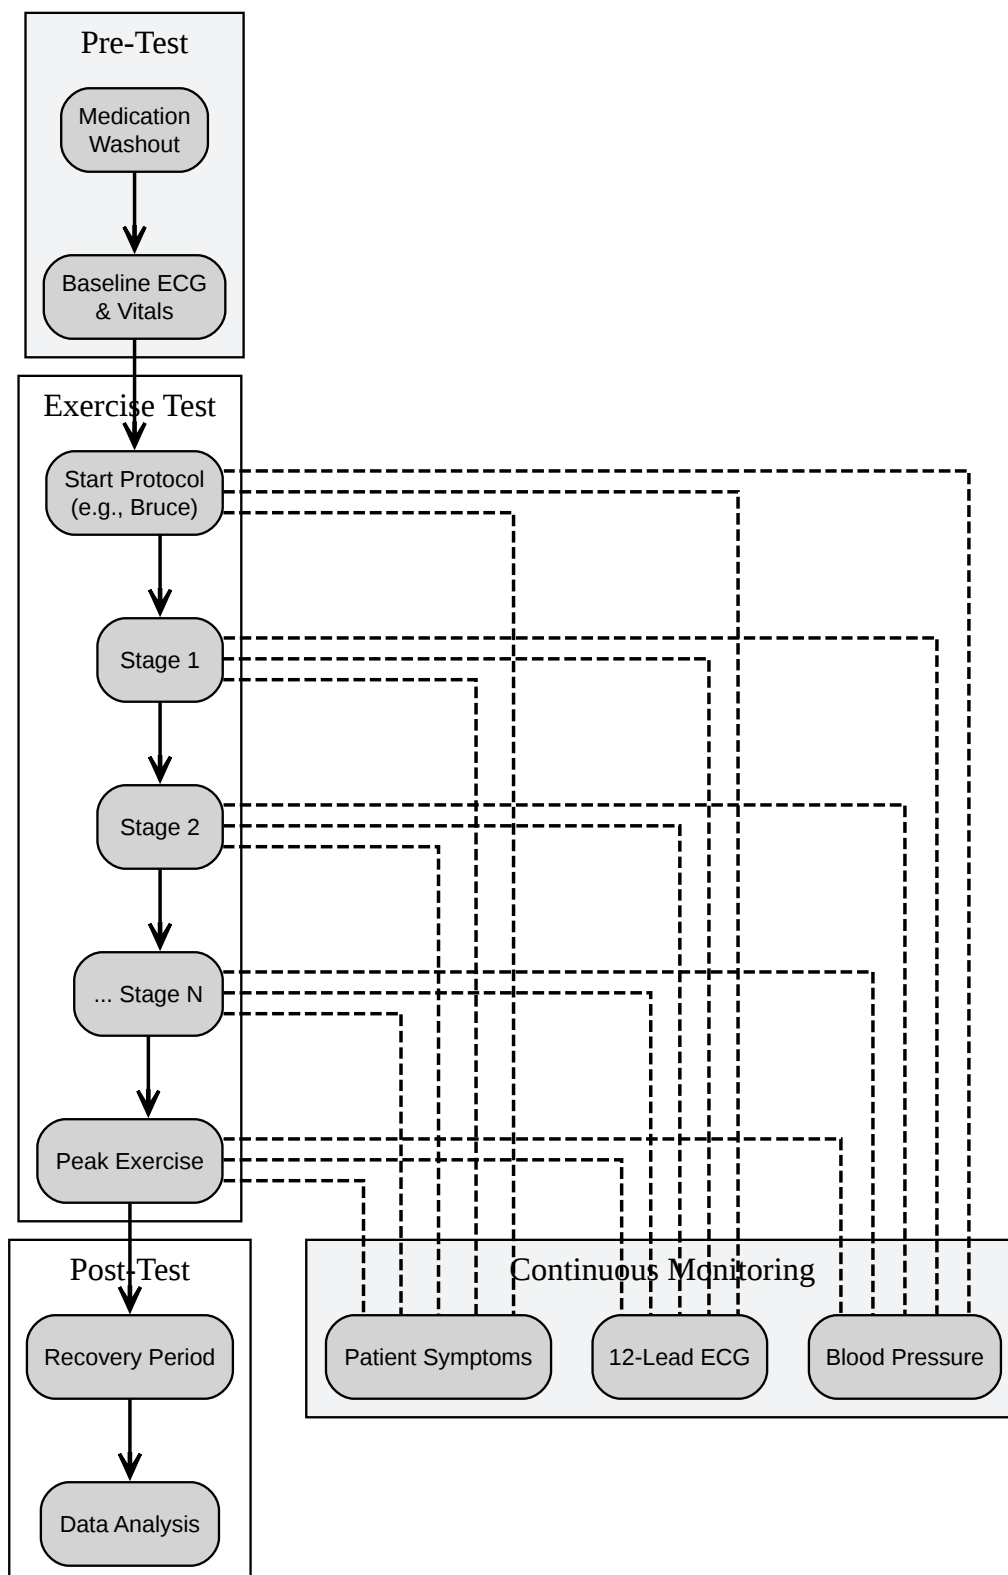 Pre-Test
Medication
Washout
Baseline ECG
& Vitals
Exercise Test
Start Protocol
(e.g., Bruce)
Stage 1
Stage 2
... Stage N
Peak Exercise
Post-Test
Recovery Period
Data Analysis
Continuous Monitoring
Patient Symptoms
12-Lead ECG
Blood Pressure